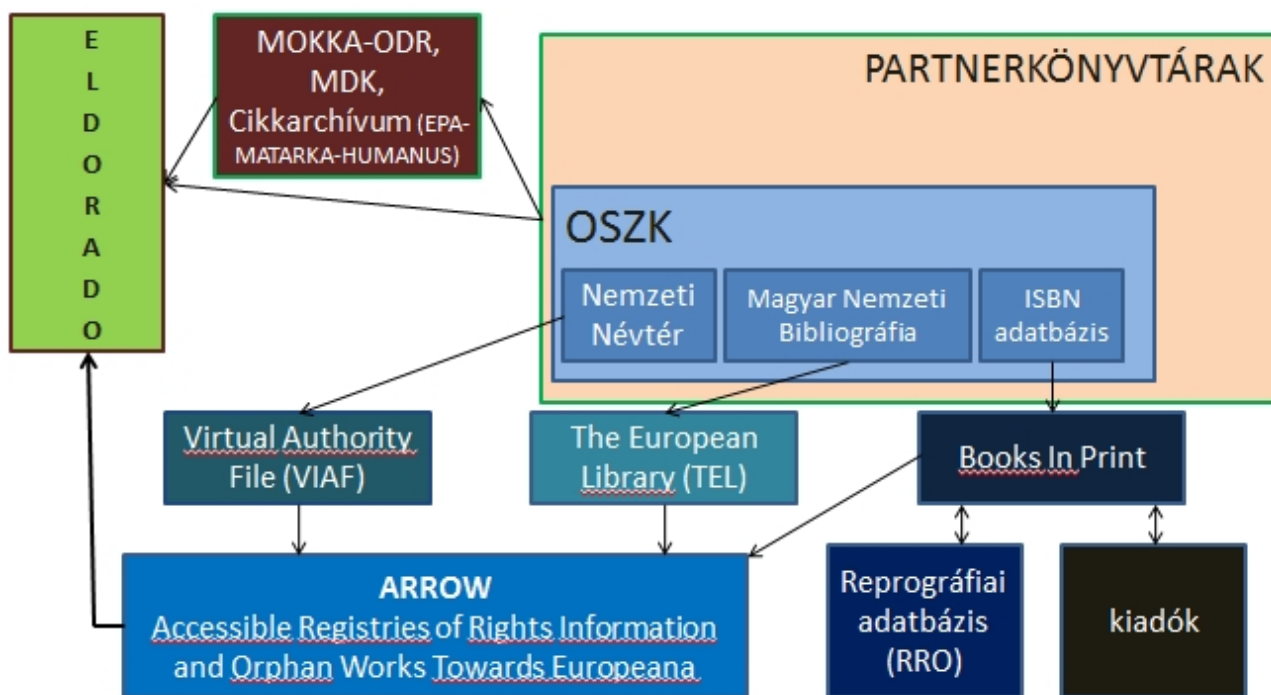 E
L
D
O
R
A
D
O
MOKKA-ODR,
MDK,
Cikkarchívum (EPA-
MATARKA-HUMANUS)
PARTNERKÖNYVTÁRAK
OSZK
Nemzeti
Névtér
Magyar Nemzeti
Bibliográfia
ISBN
adatbázis
Virtual Authority
File (VIAF)
The European
Library (TEL)
Books In Print
ARROW
Accessible Registries of Rights Information
and Orphan Works Towards Europeana
Reprográfiai
adatbázis
(RRO)
kiadók